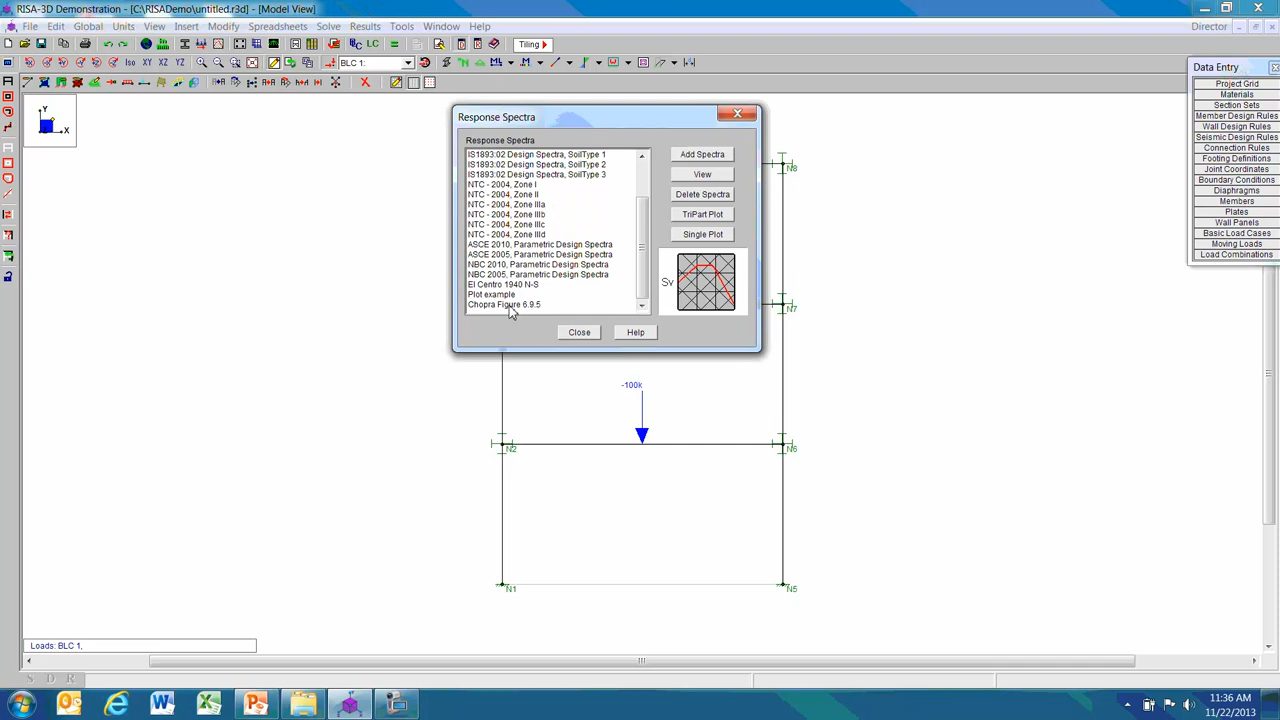 RISA-3D Demonstration - [C:\RISADemo\untitled.r3d] - [Model View]
File Edit Global Units View Insert Modify Spreadsheets Solve Results Tools Window Help Director
LC Tiling
Iso XY XZ YZ BLC 1:
Y
X
Data Entry
Project Grid
Materials
Section Sets
Member Design Rules
Wall Design Rules
Seismic Design Rules
Connection Rules
Footing Definitions
Joint Coordinates
Boundary Conditions
Diaphragms
Members
Plates
Wall Panels
Basic Load Cases
Moving Loads
Load Combinations
Response Spectra
Response Spectra
IS1893:02 Design Spectra, SoilType 1
IS1893:02 Design Spectra, SoilType 2
IS1893:02 Design Spectra, SoilType 3
NTC - 2004, Zone I
NTC - 2004, Zone II
NTC - 2004, Zone IIIa
NTC - 2004, Zone IIIb
NTC - 2004, Zone IIIc
NTC - 2004, Zone IIId
ASCE 2010, Parametric Design Spectra
ASCE 2005, Parametric Design Spectra
NBC 2010, Parametric Design Spectra
NBC 2005, Parametric Design Spectra
El Centro 1940 N-S
Plot example
Chopra Figure 6.9.5
Add Spectra
View
Delete Spectra
TriPart Plot
Single Plot
Sv
Close Help
N8
N7
-100k
N2 N6
N1 N5
Loads: BLC 1,
S D R
11:36 AM
11/22/2013